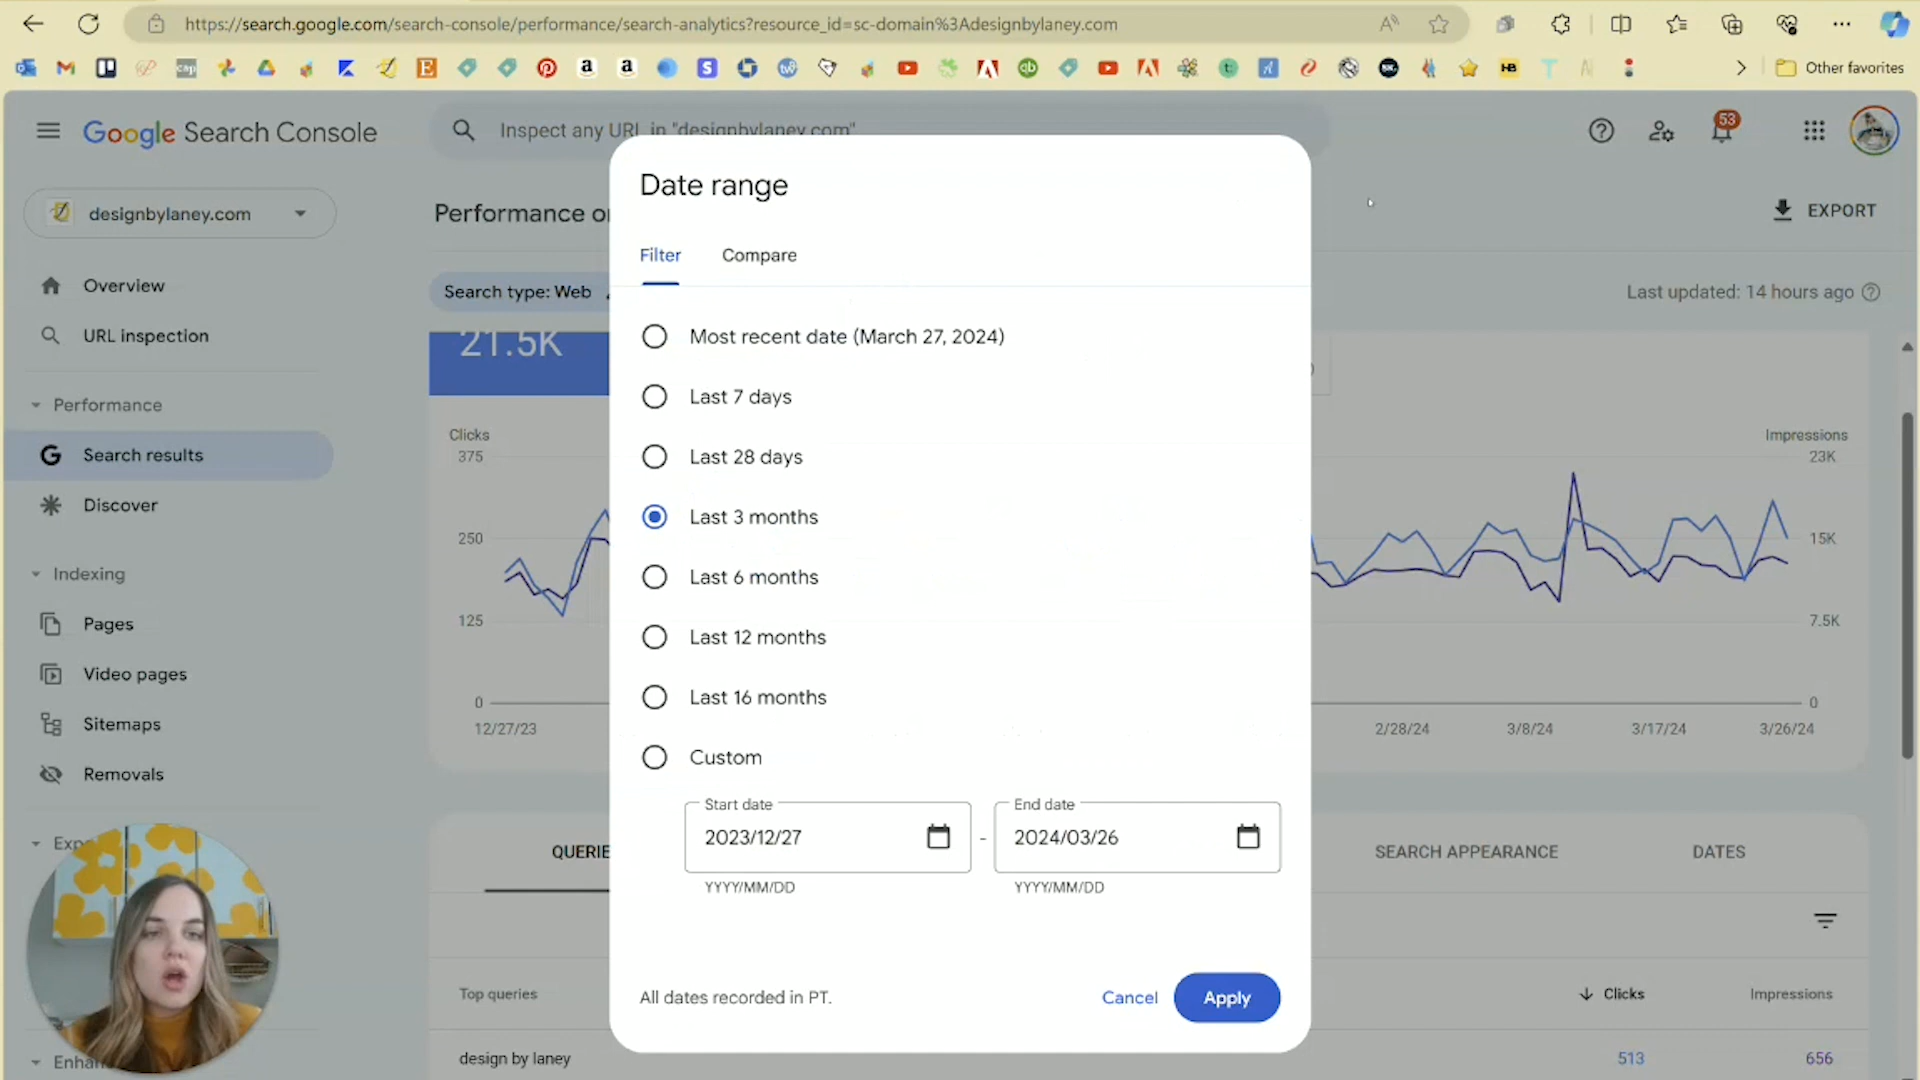 https://search.google.com/search-console/performance/search-analytics?resource_id=sc-domain%3Adesignbylaney.com
Other favorites
Google Search Console
Inspect any URL in "designbylaney.com"
53
designbylaney.com
Performance
EXPORT
Search type: Web
Last updated: 14 hours ago
21.5K
Overview
URL inspection
Performance
Search results
Discover
Indexing
Pages
Video pages
Sitemaps
Removals
Date range
Filter
Compare
Most recent date (March 27, 2024)
Last 7 days
Last 28 days
Last 3 months
Last 6 months
Last 12 months
Last 16 months
Custom
Start date
2023/12/27
YYYY/MM/DD
-
End date
2024/03/26
YYYY/MM/DD
All dates recorded in PT.
Cancel
Apply
Clicks
375
250
125
0
12/27/23
Impressions
23K
15K
7.5K
0
2/28/24
3/8/24
3/17/24
3/26/24
QUERIE
SEARCH APPEARANCE
DATES
Top queries
Clicks
Impressions
design by laney
513
656